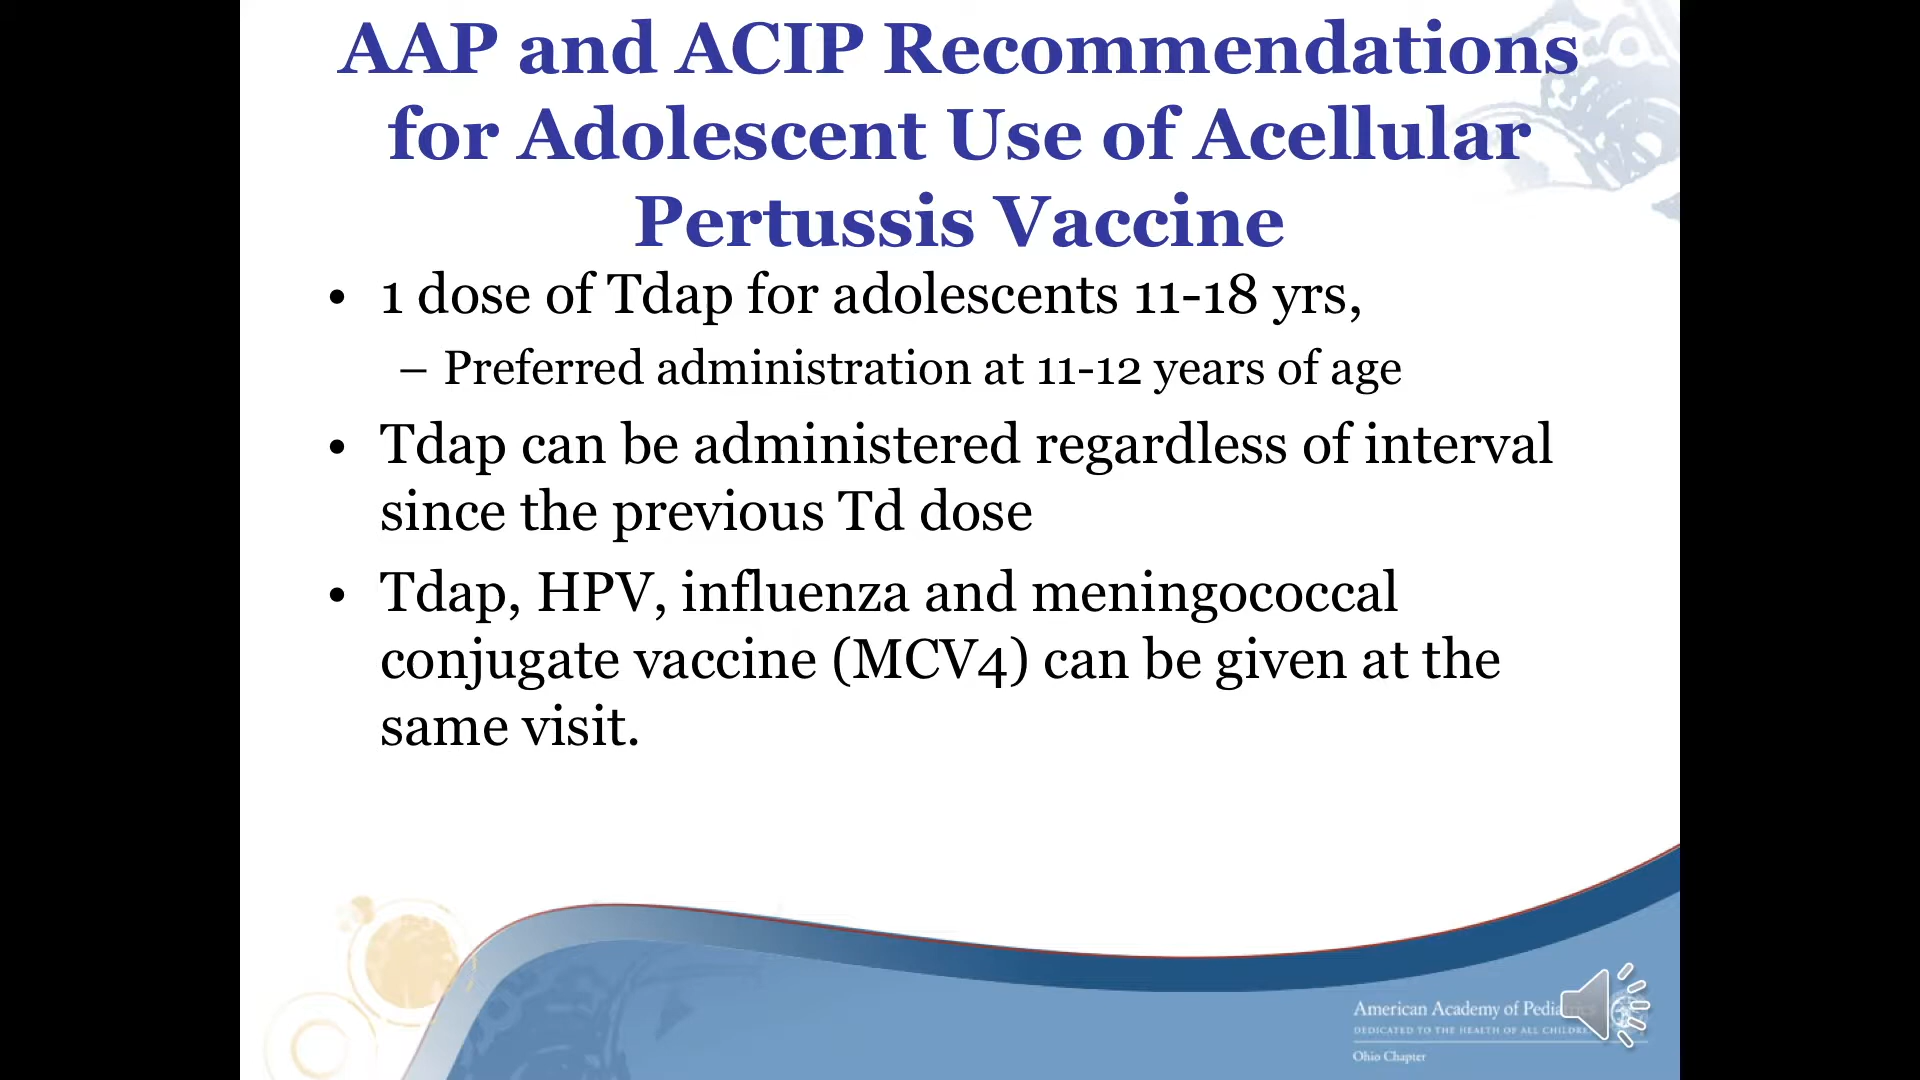 AAP and ACIP Recommendations
for Adolescent Use of Acellular
Pertussis Vaccine
• 1 dose of Tdap for adolescents 11-18 yrs,
– Preferred administration at 11-12 years of age
• Tdap can be administered regardless of interval
since the previous Td dose
• Tdap, HPV, influenza and meningococcal
conjugate vaccine (MCV4) can be given at the
same visit.
American Academy of
DEDICATED TO THE HEALTH OF ALL
Ohio Chapter